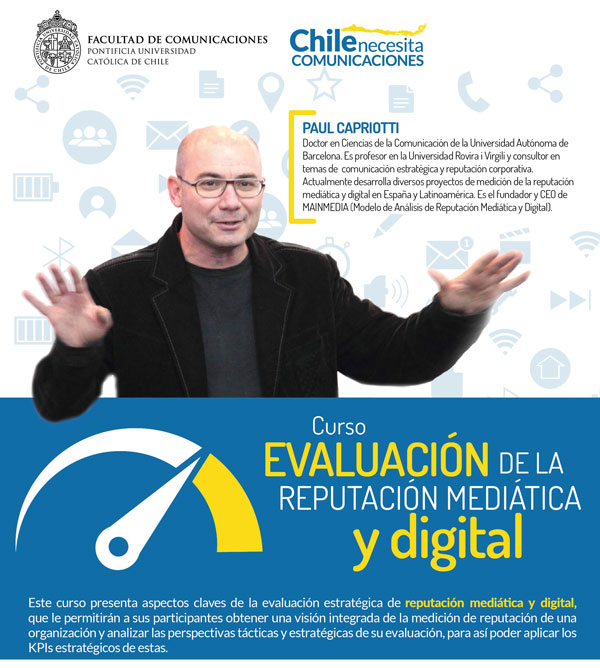 FACULTAD DE COMUNICACIONES
PONTIFICIA UNIVERSIDAD
CATÓLICA DE CHILE
Chile necesita
COMUNICACIONES
PAUL CAPRIOTTI
Doctor en Ciencias de la Comunicación de la Universidad Autónoma de
Barcelona. Es profesor en la Universidad Rovira i Virgili y consultor en
temas de comunicación estratégica y reputación corporativa.
Actualmente desarrolla diversos proyectos de medición de la reputación
mediática y digital en España y Latinoamérica. Es el fundador y CEO de
MAINMEDIA (Modelo de Análisis de Reputación Mediática y Digital).
1
Curso
EVALUACIÓN DE LA
REPUTACIÓN MEDIÁTICA
y digital
Este curso presenta aspectos claves de la evaluación estratégica de reputación mediática y digital,
que le permitirán a sus participantes obtener una visión integrada de la medición de reputación de una
organización y analizar las perspectivas tácticas y estratégicas de su evaluación, para así poder aplicar los
KPIs estratégicos de estas.